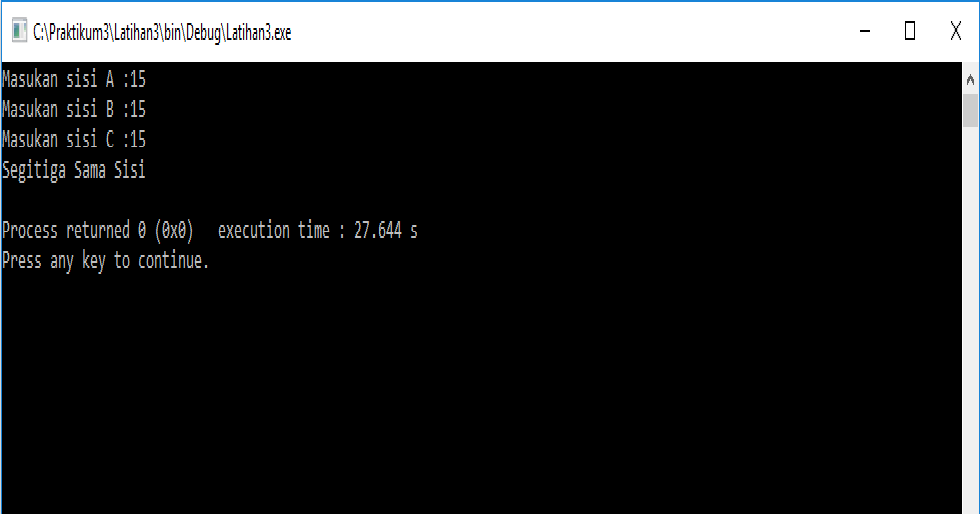 C:\Praktikum3\Latihan3\bin\Debug\Latihan3.exe
Masukan sisi A :15
Masukan sisi B :15
Masukan sisi C :15
Segitiga Sama Sisi
Process returned 0 (0x0)   execution time : 27.644 s
Press any key to continue.